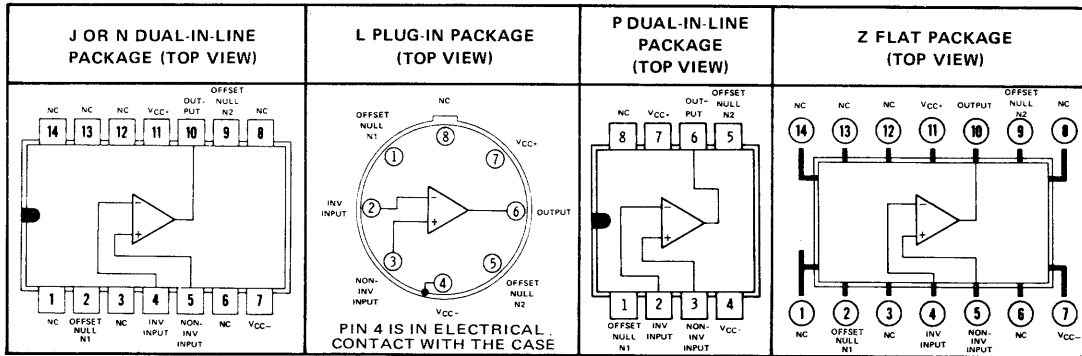 J OR N DUAL-IN-LINE
PACKAGE (TOP VIEW)
NC NC NC VCC+ OUT-PUT OFFSET NULL N2 NC
14 13 12 11 10 9 8
1 2 3 4 5 6 7
NC OFFSET NULL N1 NC INV INPUT NON-INV INPUT NC VCC−
L PLUG-IN PACKAGE
(TOP VIEW)
NC
8
OFFSET NULL N1
1
7
VCC+
INV INPUT
2
6
OUTPUT
3
NON-INV INPUT
4
VCC−
5
OFFSET NULL N2
PIN 4 IS IN ELECTRICAL
CONTACT WITH THE CASE
P DUAL-IN-LINE
PACKAGE
(TOP VIEW)
NC VCC+ OUT-PUT OFFSET NULL N2
8 7 6 5
1 2 3 4
OFFSET NULL N1 INV INPUT NON-INV INPUT VCC-
Z FLAT PACKAGE
(TOP VIEW)
NC NC NC VCC+ OUTPUT OFFSET NULL N2 NC
14 13 12 11 10 9 8
1 2 3 4 5 6 7
NC OFFSET NULL N1 NC INV INPUT NON-INV INPUT NC VCC−
− +
− +
− +
− +